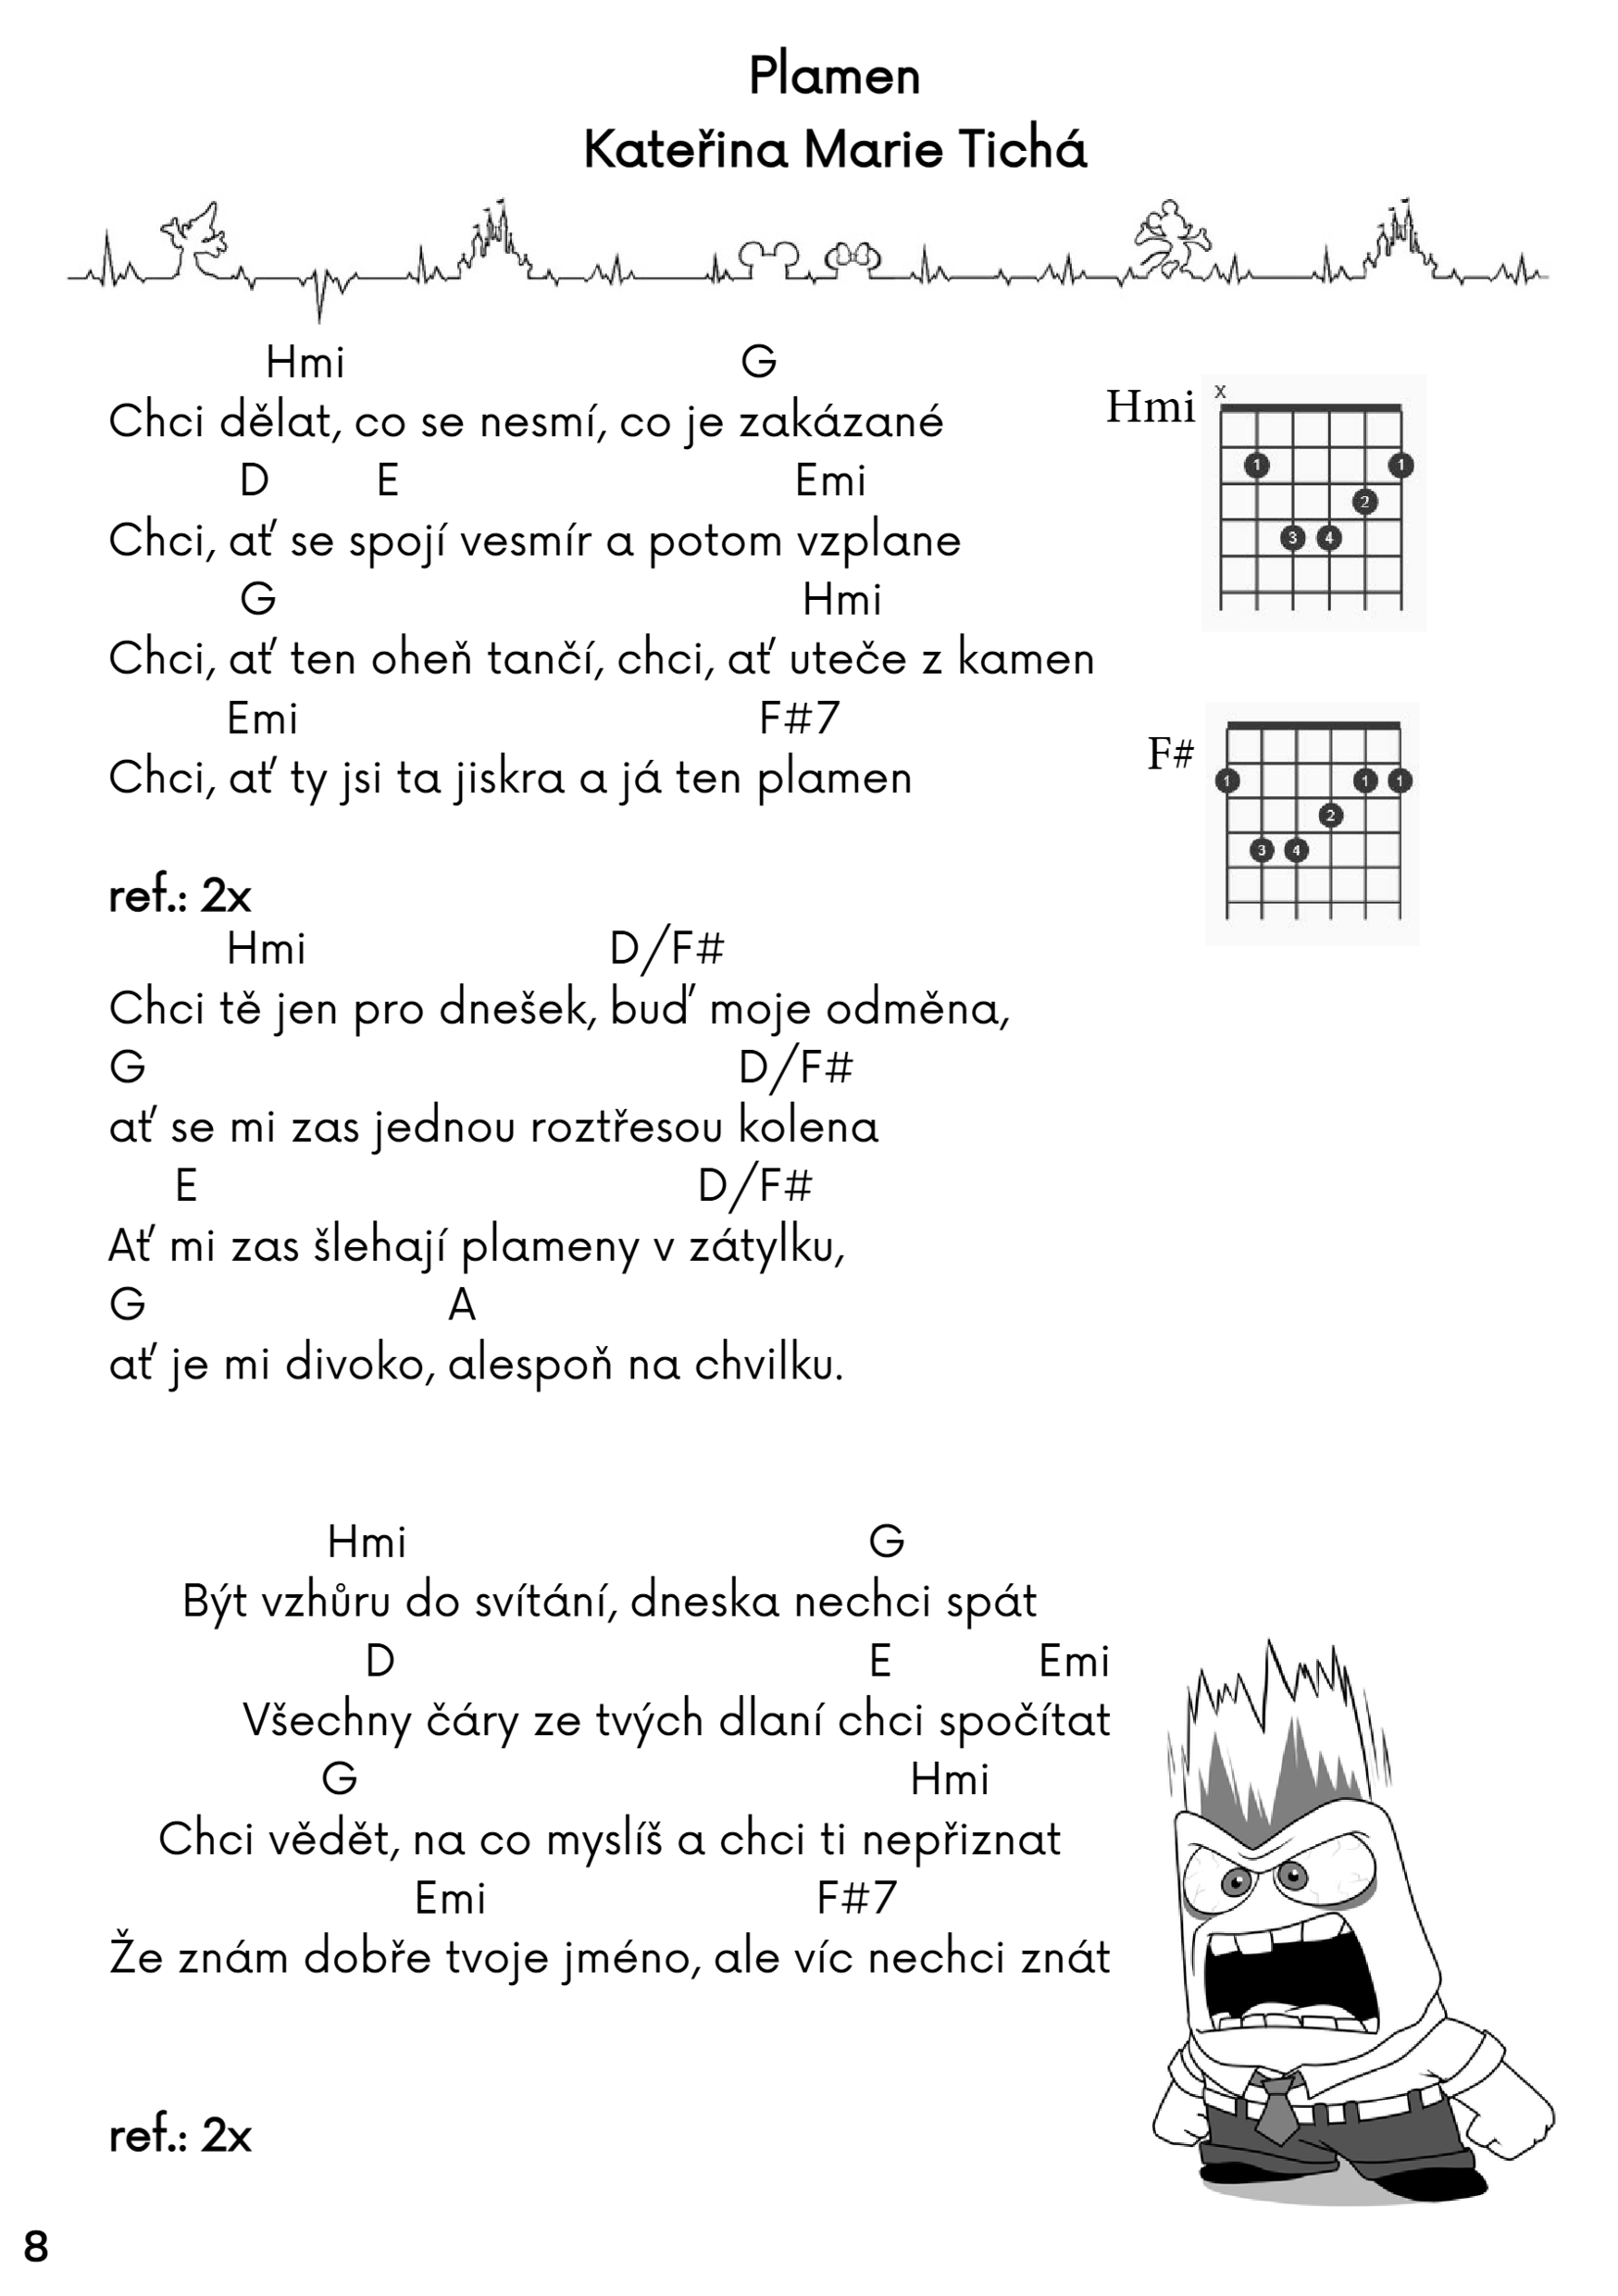 Plamen
Kateřina Marie Tichá
Hmi G
Chci dělat, co se nesmí, co je zakázané
D E Emi
Chci, ať se spojí vesmír a potom vzplane
G Hmi
Chci, ať ten oheň tančí, chci, ať uteče z kamen
Emi F#7
Chci, ať ty jsi ta jiskra a já ten plamen
Hmi x
1 1
2
3 4
F#
1 1 1
2
3 4
ref.: 2x
Hmi D/F#
Chci tě jen pro dnešek, buď moje odměna,
G D/F#
ať se mi zas jednou roztřesou kolena
E D/F#
Ať mi zas šlehají plameny v zátylku,
G A
ať je mi divoko, alespoň na chvilku.
Hmi G
Být vzhůru do svítání, dneska nechci spát
D E Emi
Všechny čáry ze tvých dlaní chci spočítat
G Hmi
Chci vědět, na co myslíš a chci ti nepřiznat
Emi F#7
Že znám dobře tvoje jméno, ale víc nechci znát
ref.: 2x
8